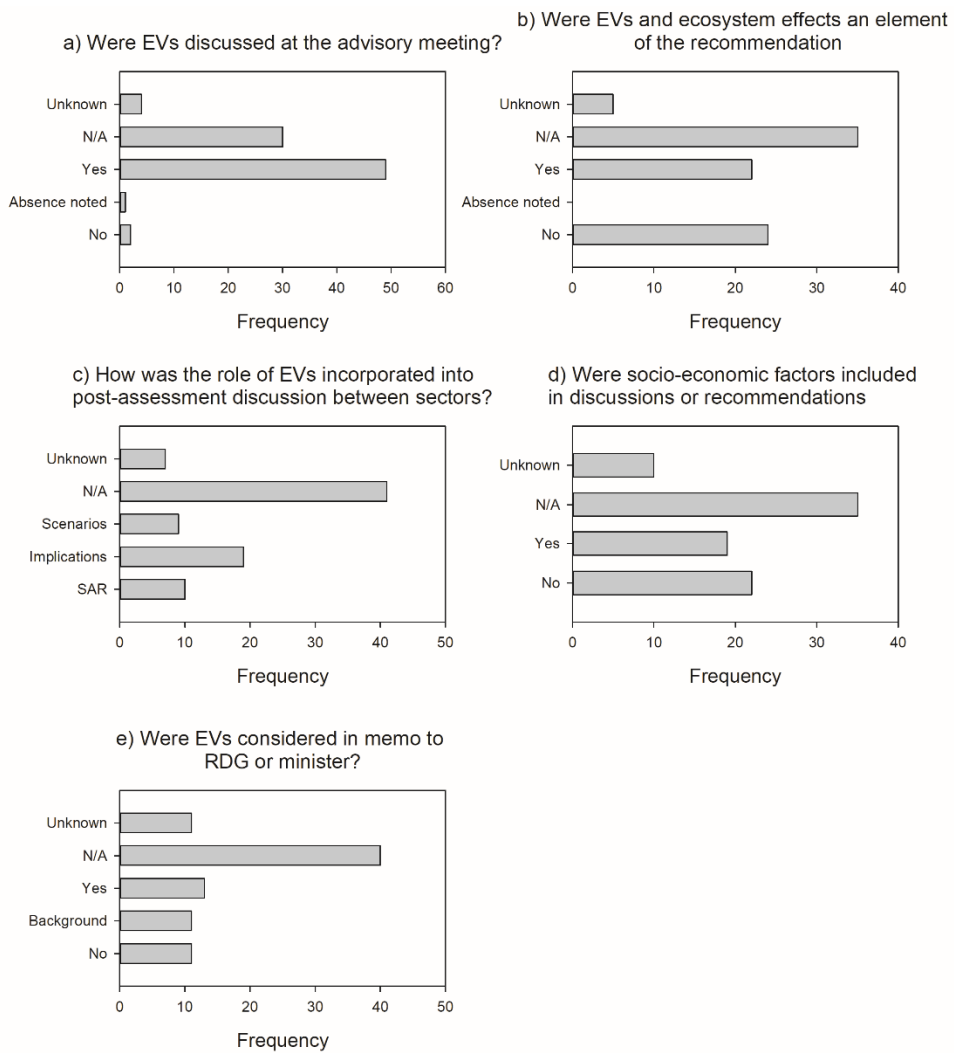 a) Were EVs discussed at the advisory meeting?
Unknown
N/A
Yes
Absence noted
No
0 10 20 30 40 50 60
Frequency
b) Were EVs and ecosystem effects an element
of the recommendation
Unknown
N/A
Yes
Absence noted
No
0 10 20 30 40
Frequency
c) How was the role of EVs incorporated into
post-assessment discussion between sectors?
Unknown
N/A
Scenarios
Implications
SAR
0 10 20 30 40 50
Frequency
d) Were socio-economic factors included
in discussions or recommendations
Unknown
N/A
Yes
No
0 10 20 30 40
Frequency
e) Were EVs considered in memo to
RDG or minister?
Unknown
N/A
Yes
Background
No
0 10 20 30 40 50
Frequency